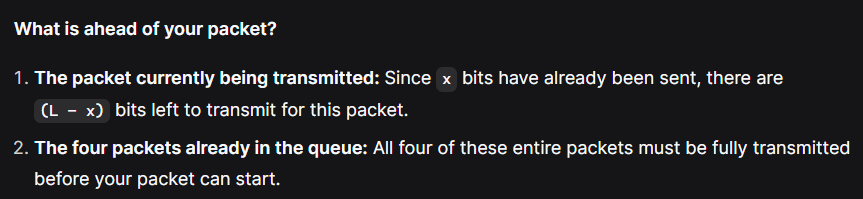 What is ahead of your packet?
1. The packet currently being transmitted: Since x bits have already been sent, there are
(L - x) bits left to transmit for this packet.
2. The four packets already in the queue: All four of these entire packets must be fully transmitted
before your packet can start.